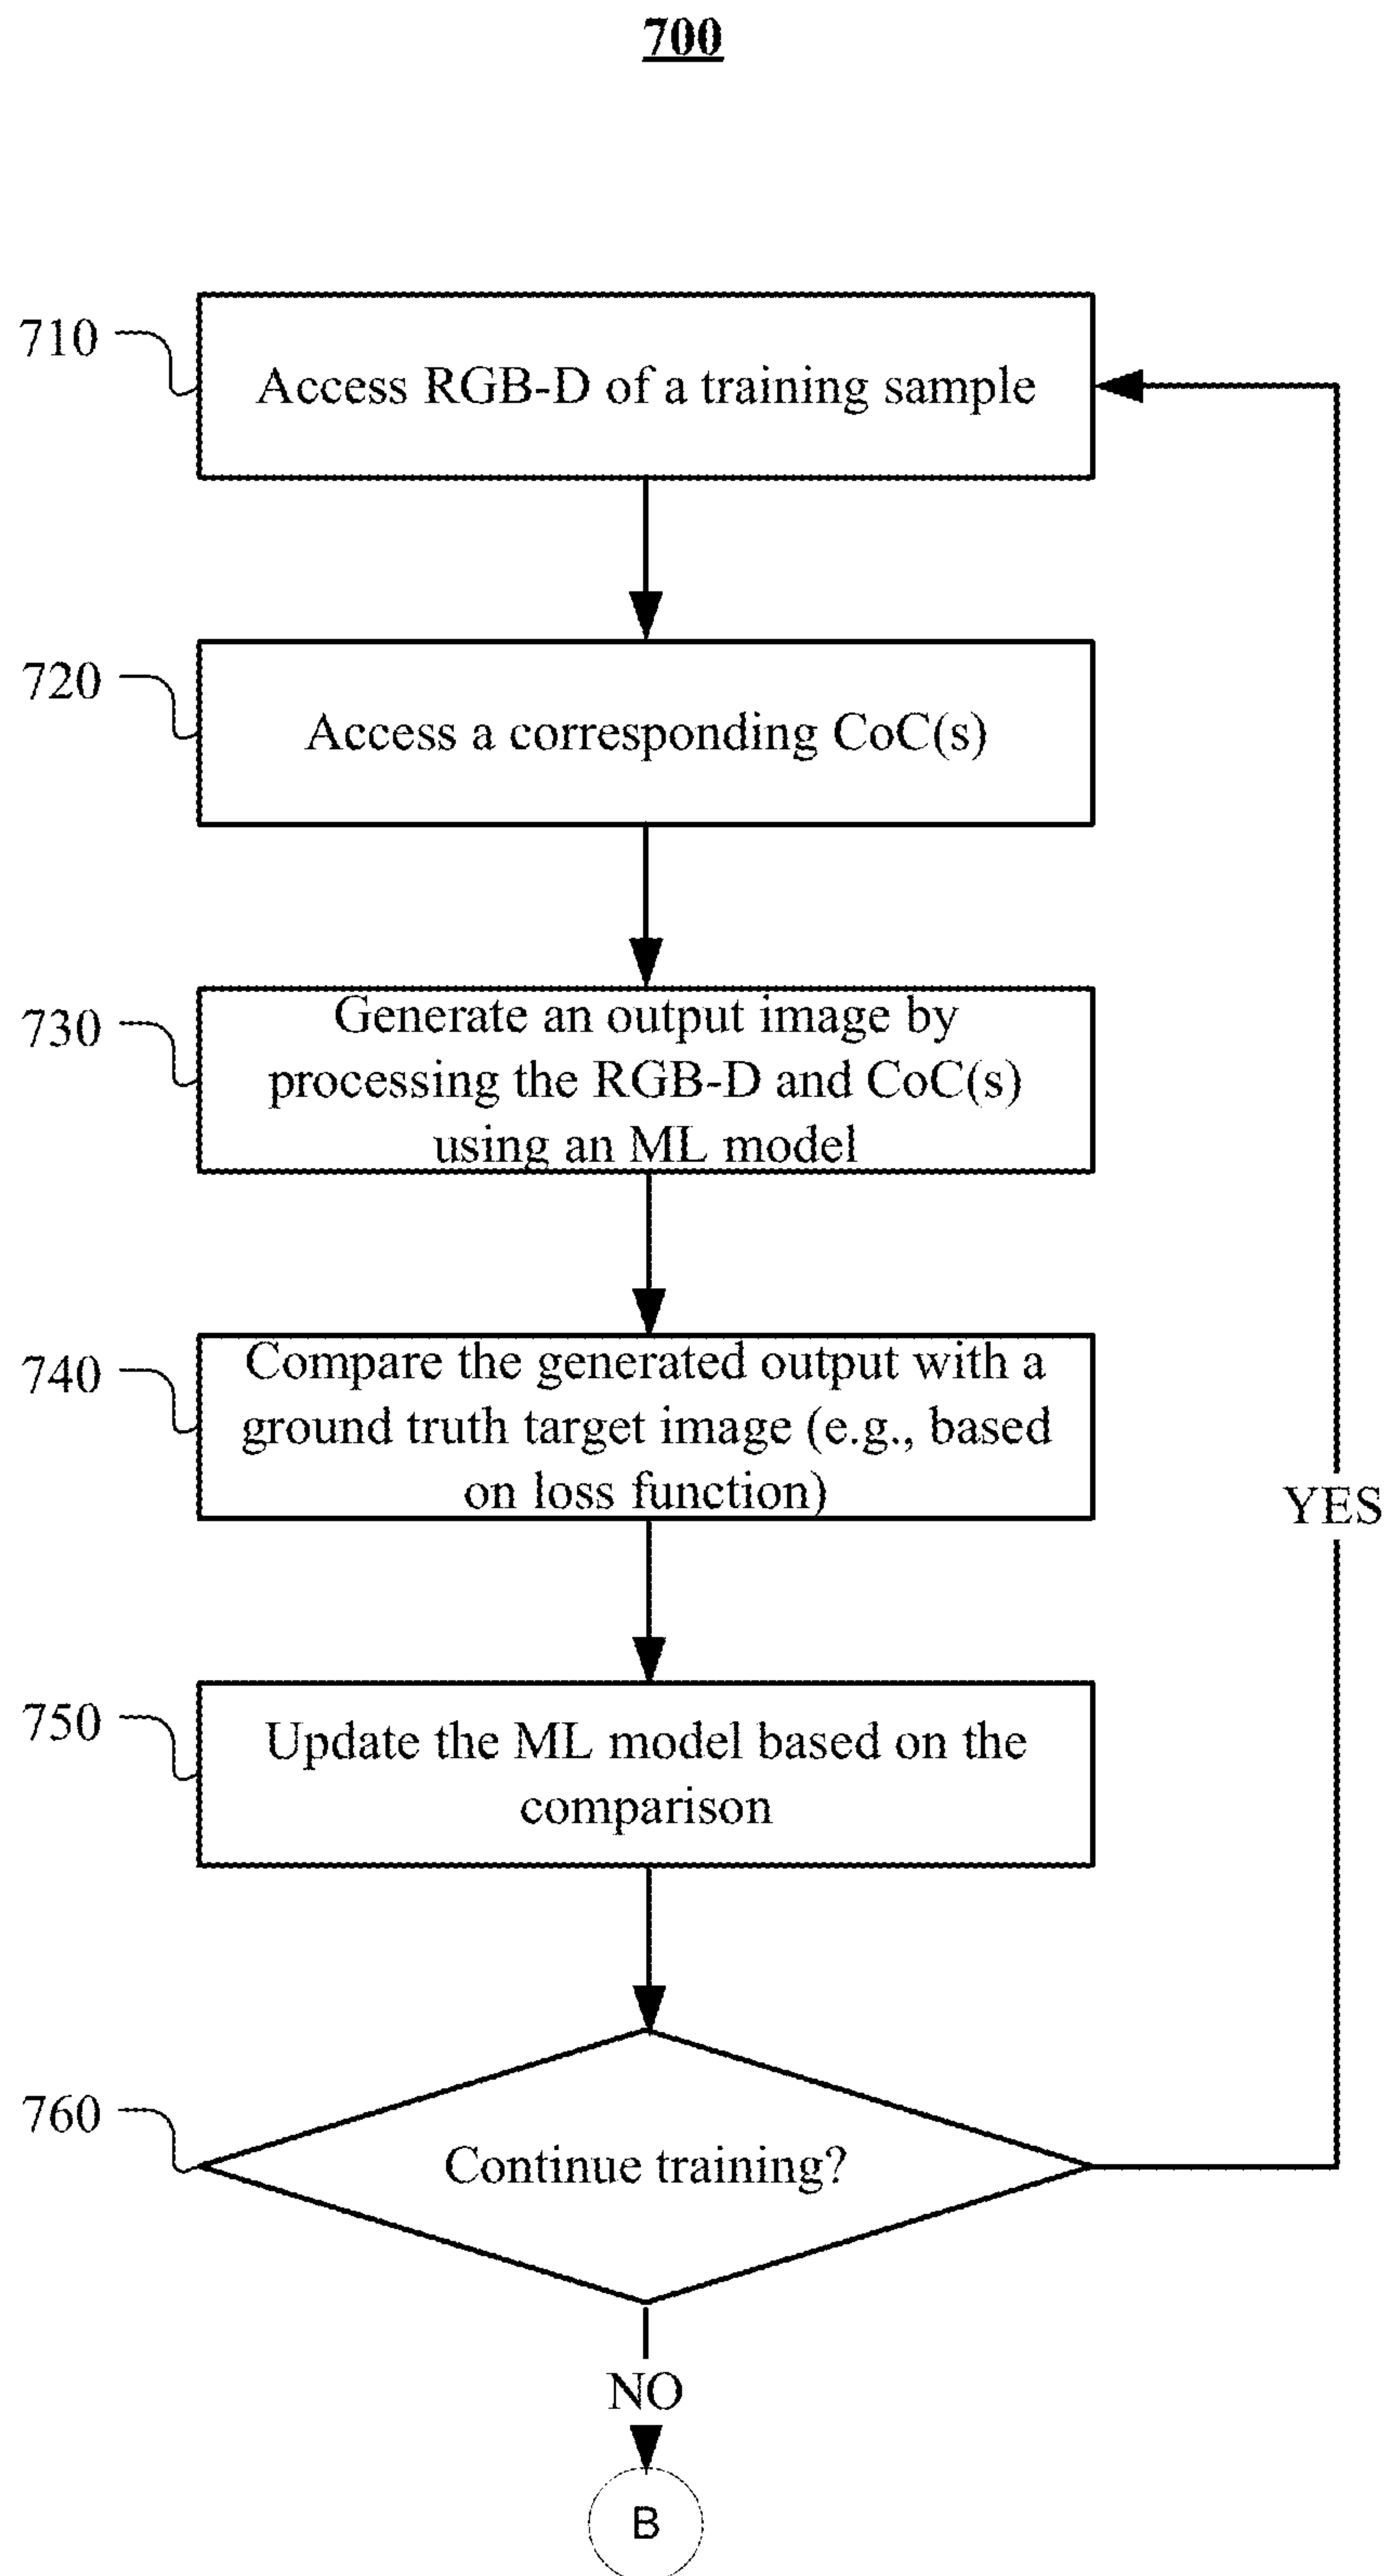 700
710
Access RGB-D of a training sample
720
Access a corresponding CoC(s)
730
Generate an output image by
processing the RGB-D and CoC(s)
using an ML model
740
Compare the generated output with a
ground truth target image (e.g., based
on loss function)
YES
750
Update the ML model based on the
comparison
760
Continue training?
NO
B